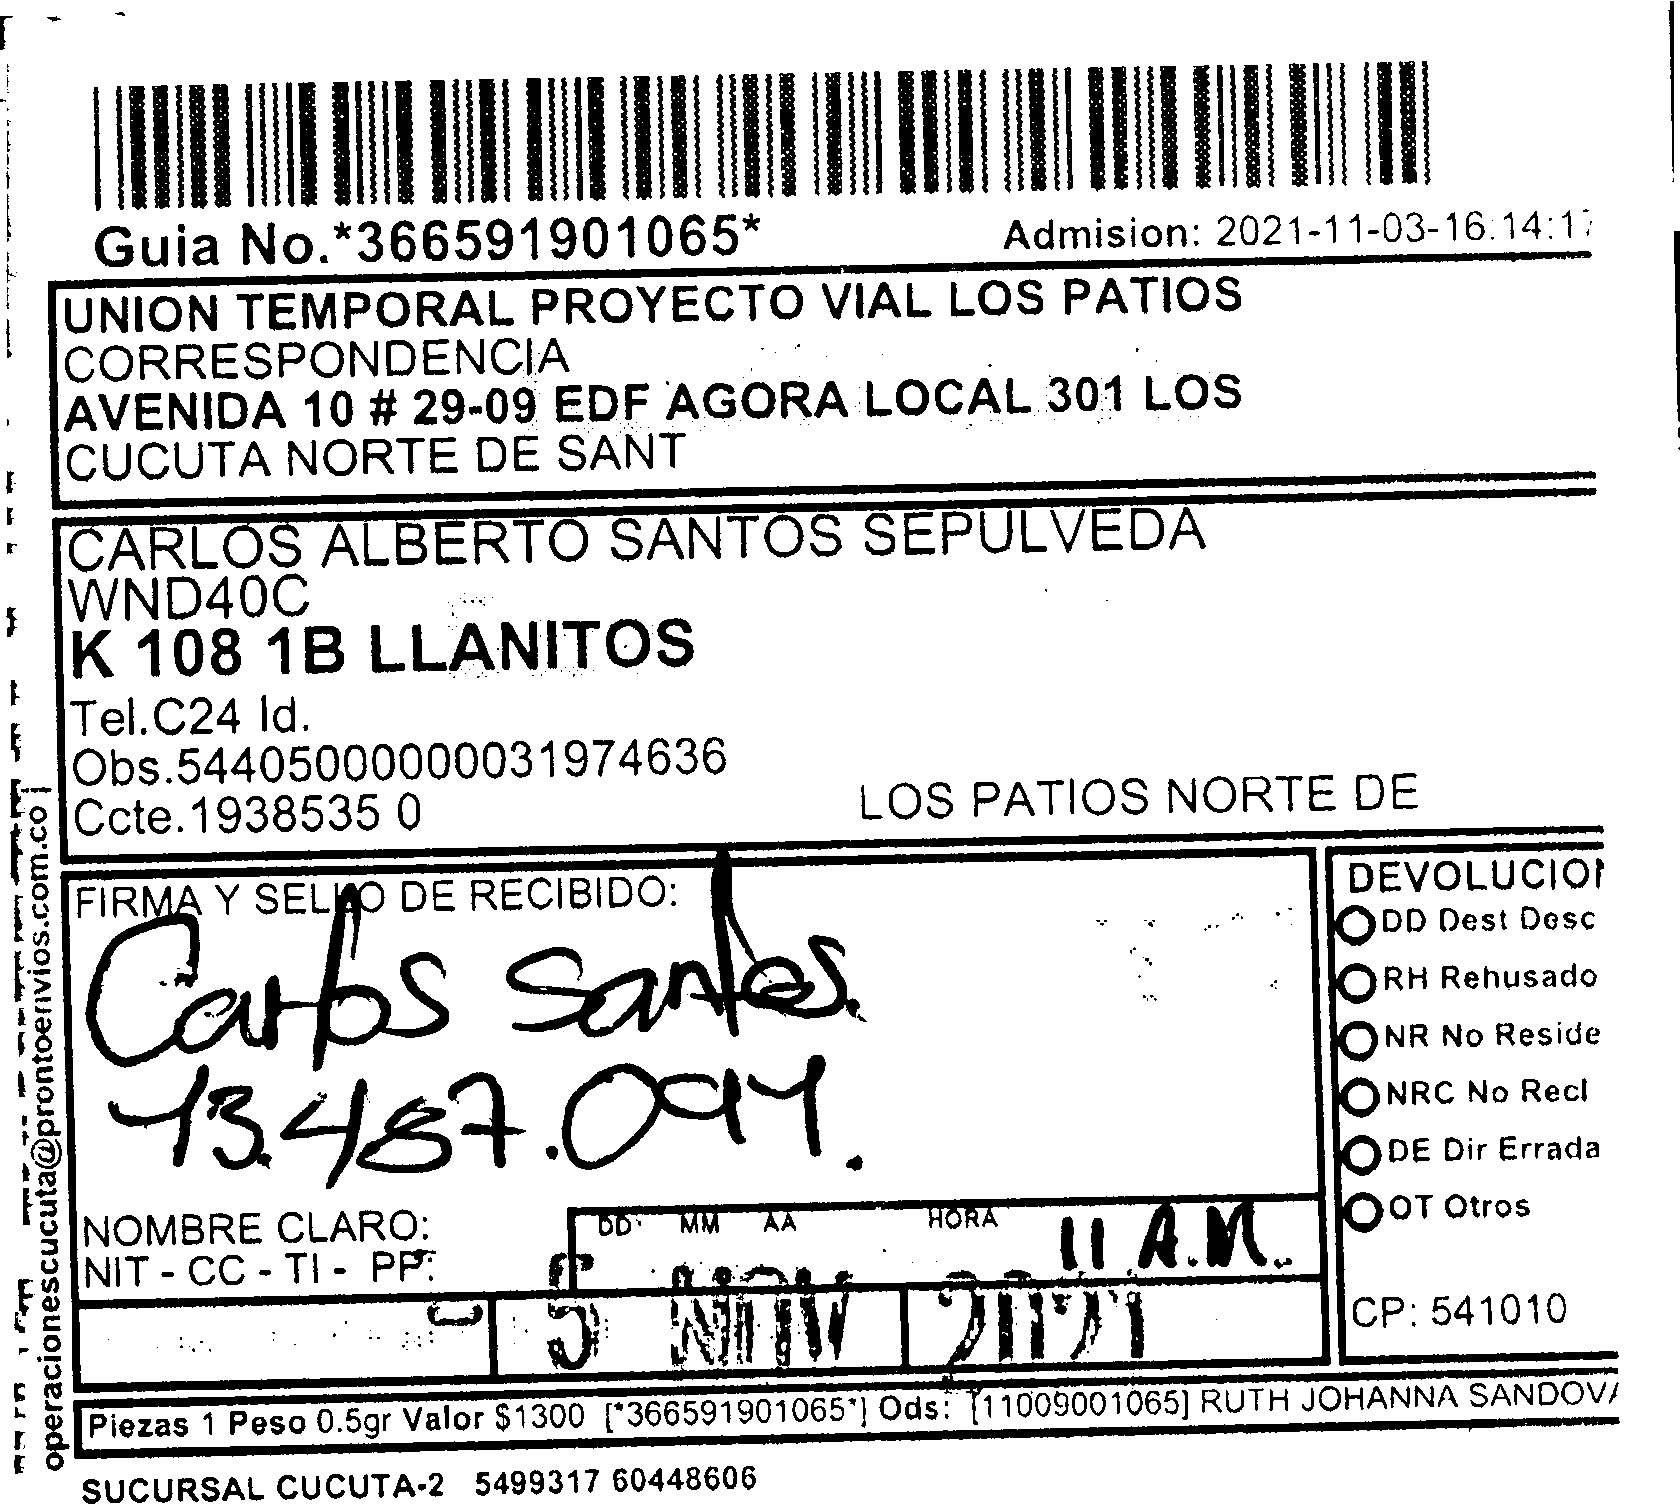 Guia No.*366591901065*
Admision: 2021-11-03-16:14:17
UNION TEMPORAL PROYECTO VIAL LOS PATIOS
CORRESPONDENCIA
AVENIDA 10 # 29-09 EDF AGORA LOCAL 301 LOS
CUCUTA NORTE DE SANT
CARLOS ALBERTO SANTOS SEPULVEDA
WND40C
K 108 1B LLANITOS
Tel.C24 Id.
Obs.544050000000031974636
Ccte.1938535 0
LOS PATIOS NORTE DE
FIRMA Y SELLO DE RECIBIDO:
Carlos Santos.
13.487.094.
NOMBRE CLARO:
NIT - CC - TI - PP:
DD MM AA HORA 11 A.M.
5 NOV 2021
DEVOLUCION
DD Dest Desc
RH Rehusado
NR No Reside
NRC No Recl
DE Dir Errada
OT Otros
CP: 541010
Piezas 1 Peso 0.5gr Valor $1300 [*366591901065*] Ods: [11009001065] RUTH JOHANNA SANDOVA
SUCURSAL CUCUTA-2 5499317 60448606
operacionescucuta@prontoenvios.com.co